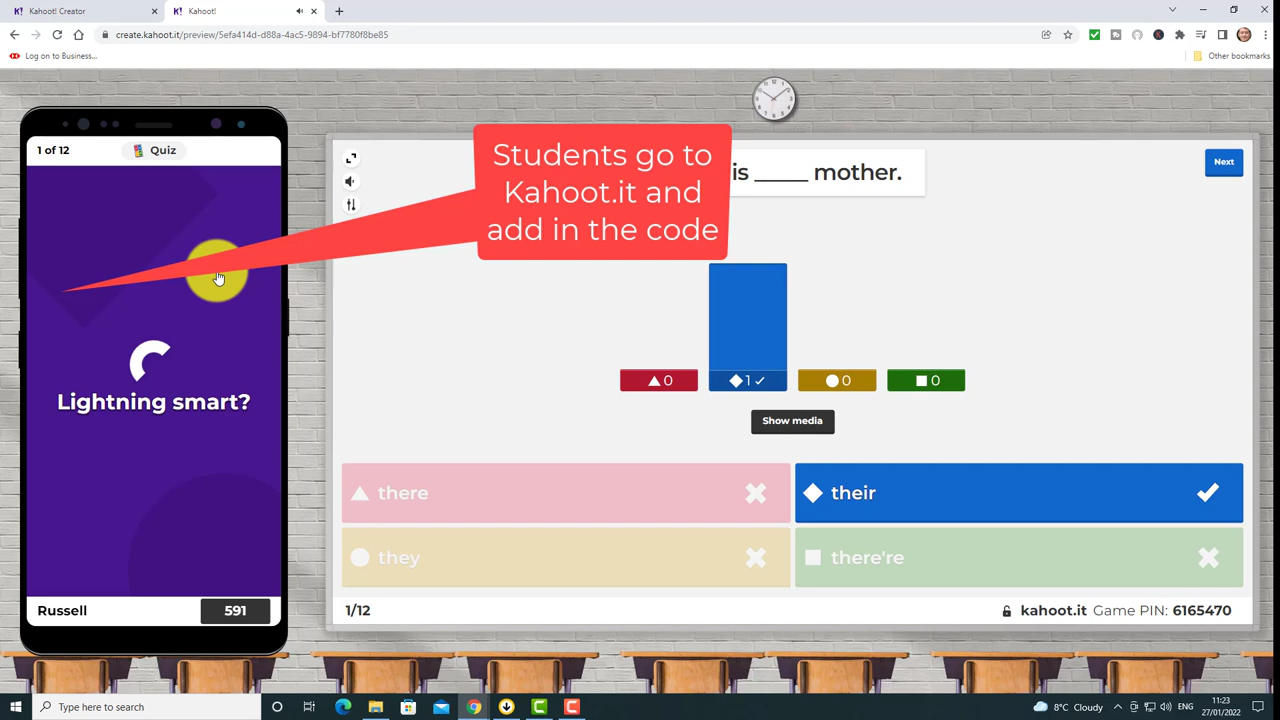 Kahoot! Creator
Kahoot!
create.kahoot.it/preview/5efa414d-d88a-4ac5-9894-bf7780f8be85
Log on to Business...
Other bookmarks
1 of 12
Quiz
Students go to
Kahoot.it and
add in the code
is _____ mother.
Next
Lightning smart?
0
1
0
0
Show media
there
their
they
there're
Russell
591
1/12
kahoot.it Game PIN: 6165470
Type here to search
8°C Cloudy
ENG
11:23
27/01/2022